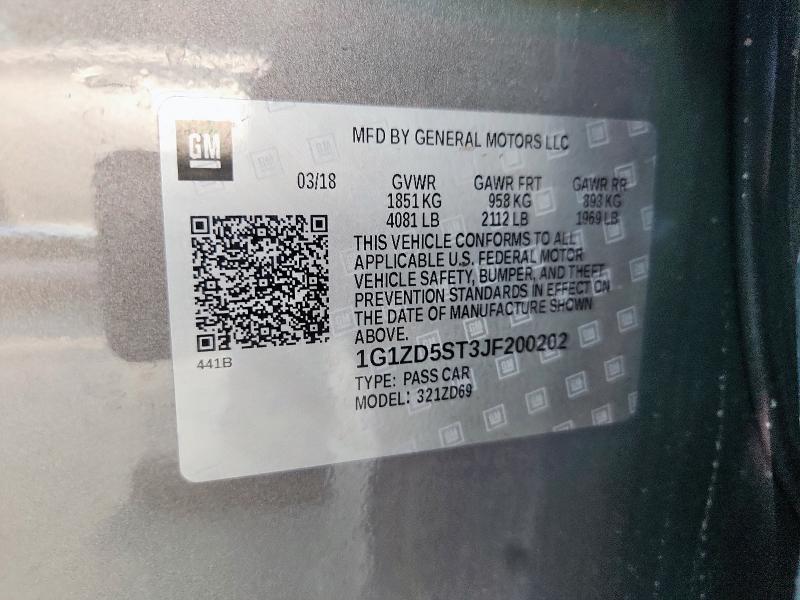 GM
MFD BY GENERAL MOTORS LLC
03/18 GVWR GAWR FRT GAWR RR
1851 KG 958 KG 893 KG
4081 LB 2112 LB 1969 LB
THIS VEHICLE CONFORMS TO ALL
APPLICABLE U.S. FEDERAL MOTOR
VEHICLE SAFETY, BUMPER, AND THEFT
PREVENTION STANDARDS IN EFFECT ON
THE DATE OF MANUFACTURE SHOWN
ABOVE.
441B
1G1ZD5ST3JF200202
TYPE: PASS CAR
MODEL: 321ZD69